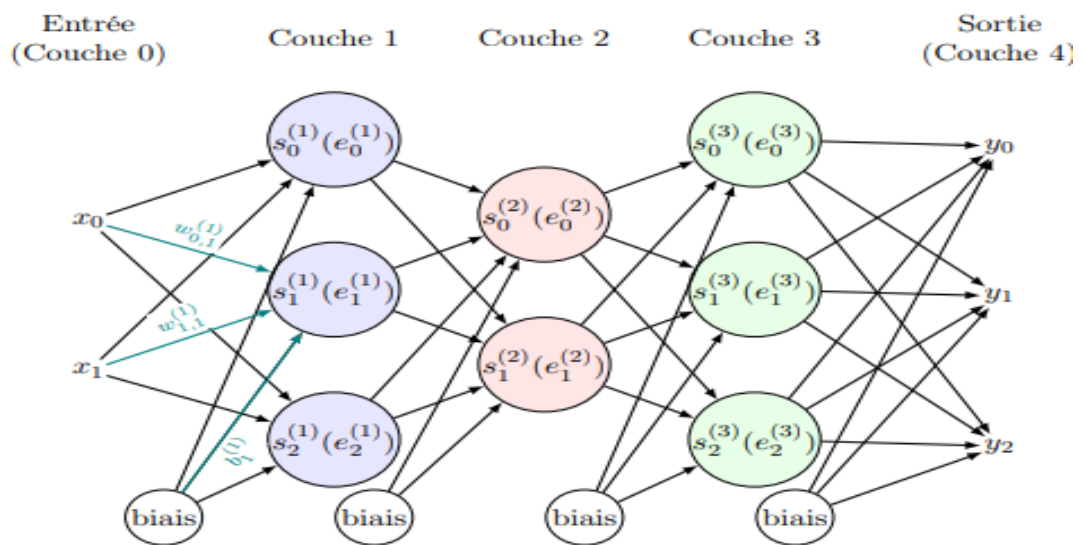 Entrée
(Couche 0)
Couche 1
Couche 2
Couche 3
Sortie
(Couche 4)
s_0^{(1)}(e_0^{(1)})
s_0^{(3)}(e_0^{(3)})
y_0
x_0
w_{0,1}^{(1)}
s_0^{(2)}(e_0^{(2)})
s_1^{(1)}(e_1^{(1)})
s_1^{(3)}(e_1^{(3)})
y_1
w_{1,1}^{(1)}
x_1
s_1^{(2)}(e_1^{(2)})
s_2^{(1)}(e_2^{(1)})
s_2^{(3)}(e_2^{(3)})
y_2
b_1^{(1)}
biais
biais
biais
biais